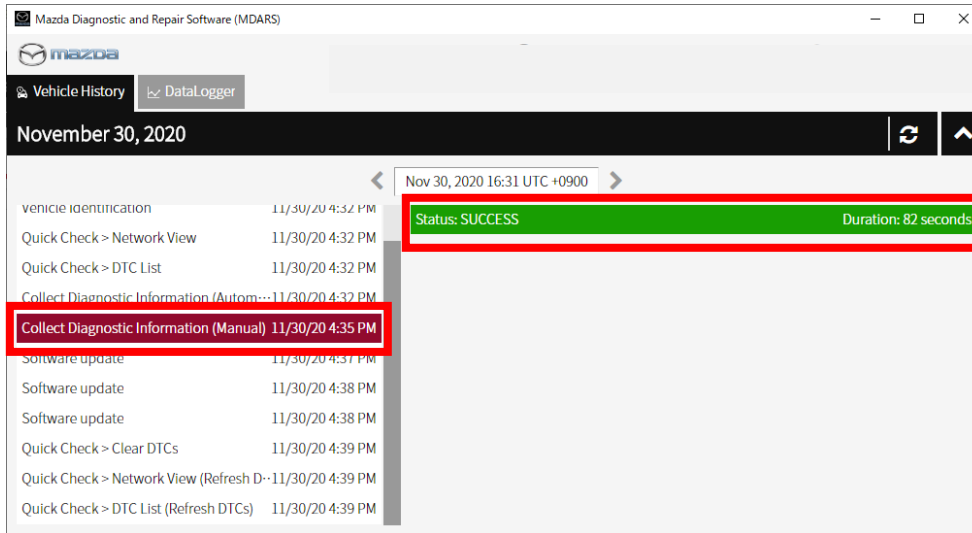 Mazda Diagnostic and Repair Software (MDARS)
mazda
Vehicle History
DataLogger
November 30, 2020
Nov 30, 2020 16:31 UTC +0900
Vehicle Identification 11/30/20 4:32 PM
Quick Check > Network View 11/30/20 4:32 PM
Quick Check > DTC List 11/30/20 4:32 PM
Collect Diagnostic Information (Autom··· 11/30/20 4:32 PM
Collect Diagnostic Information (Manual) 11/30/20 4:35 PM
Software update 11/30/20 4:37 PM
Software update 11/30/20 4:38 PM
Software update 11/30/20 4:38 PM
Quick Check > Clear DTCs 11/30/20 4:39 PM
Quick Check > Network View (Refresh D·· 11/30/20 4:39 PM
Quick Check > DTC List (Refresh DTCs) 11/30/20 4:39 PM
Status: SUCCESS Duration: 82 seconds